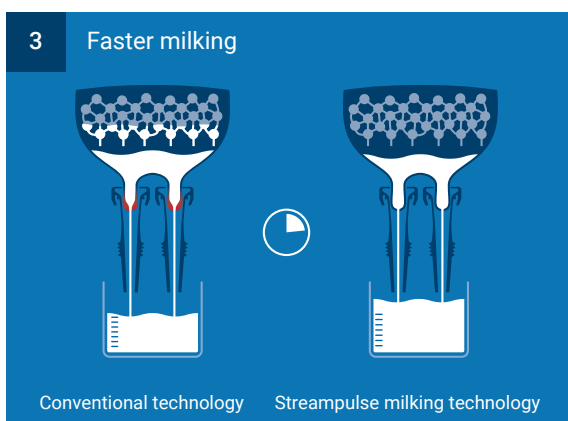 3 Faster milking
Conventional technology
Streampulse milking technology